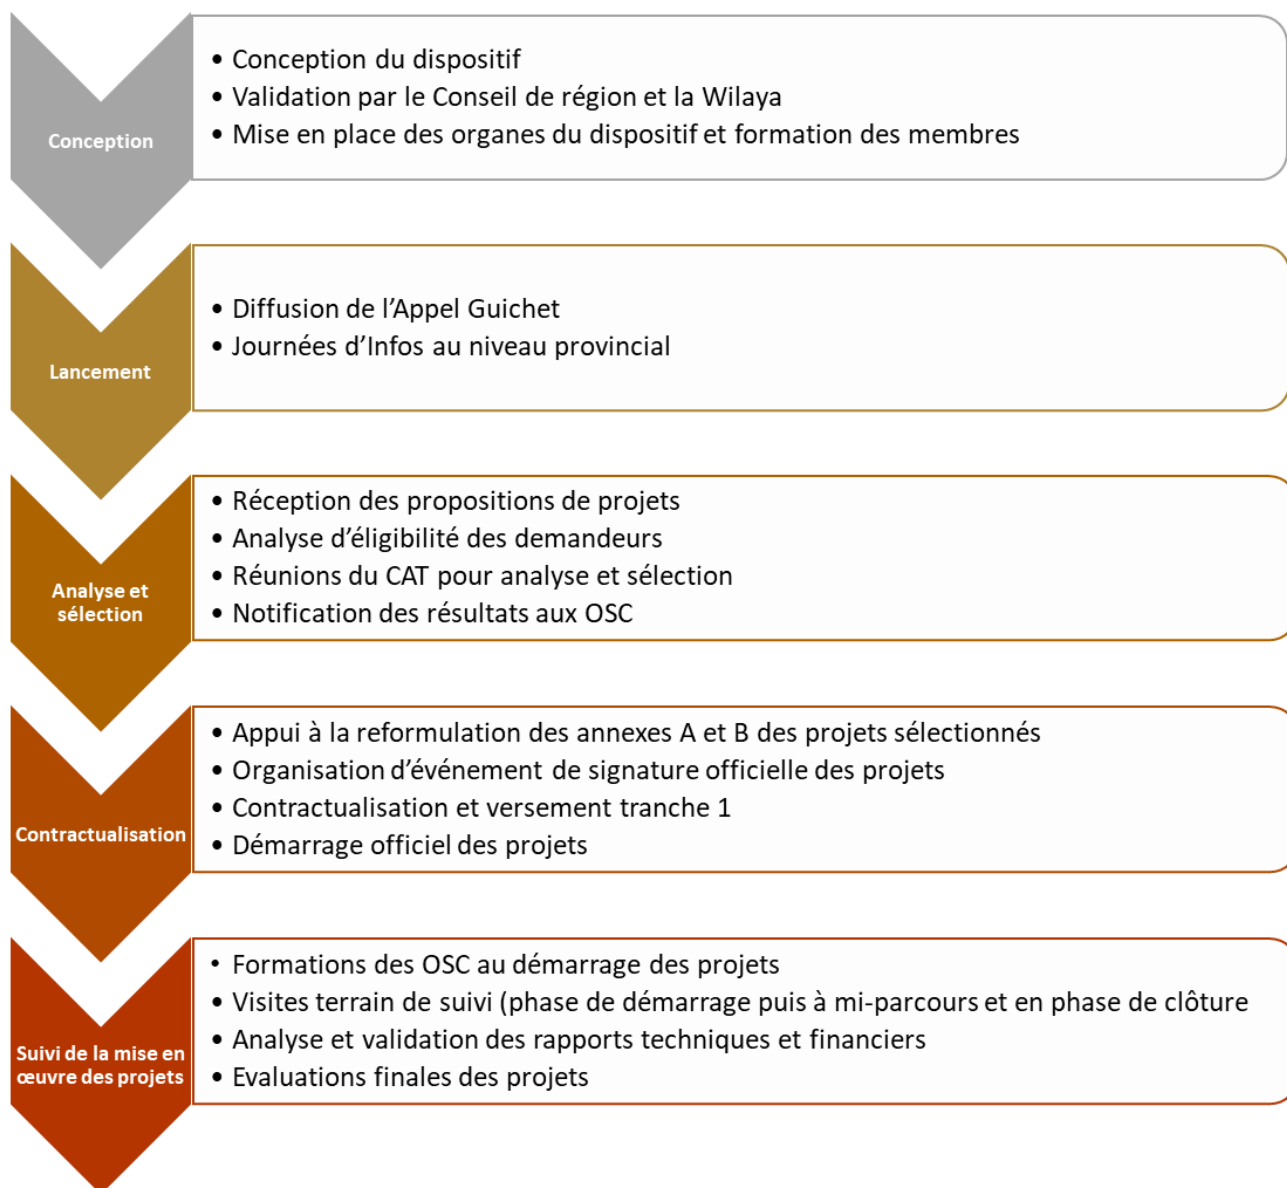 Conception
• Conception du dispositif
• Validation par le Conseil de région et la Wilaya
• Mise en place des organes du dispositif et formation des membres
Lancement
• Diffusion de l’Appel Guichet
• Journées d’Infos au niveau provincial
Analyse et
sélection
• Réception des propositions de projets
• Analyse d’éligibilité des demandeurs
• Réunions du CAT pour analyse et sélection
• Notification des résultats aux OSC
Contractualisation
• Appui à la reformulation des annexes A et B des projets sélectionnés
• Organisation d’événement de signature officielle des projets
• Contractualisation et versement tranche 1
• Démarrage officiel des projets
Suivi de la mise en
œuvre des projets
• Formations des OSC au démarrage des projets
• Visites terrain de suivi (phase de démarrage puis à mi-parcours et en phase de clôture
• Analyse et validation des rapports techniques et financiers
• Evaluations finales des projets